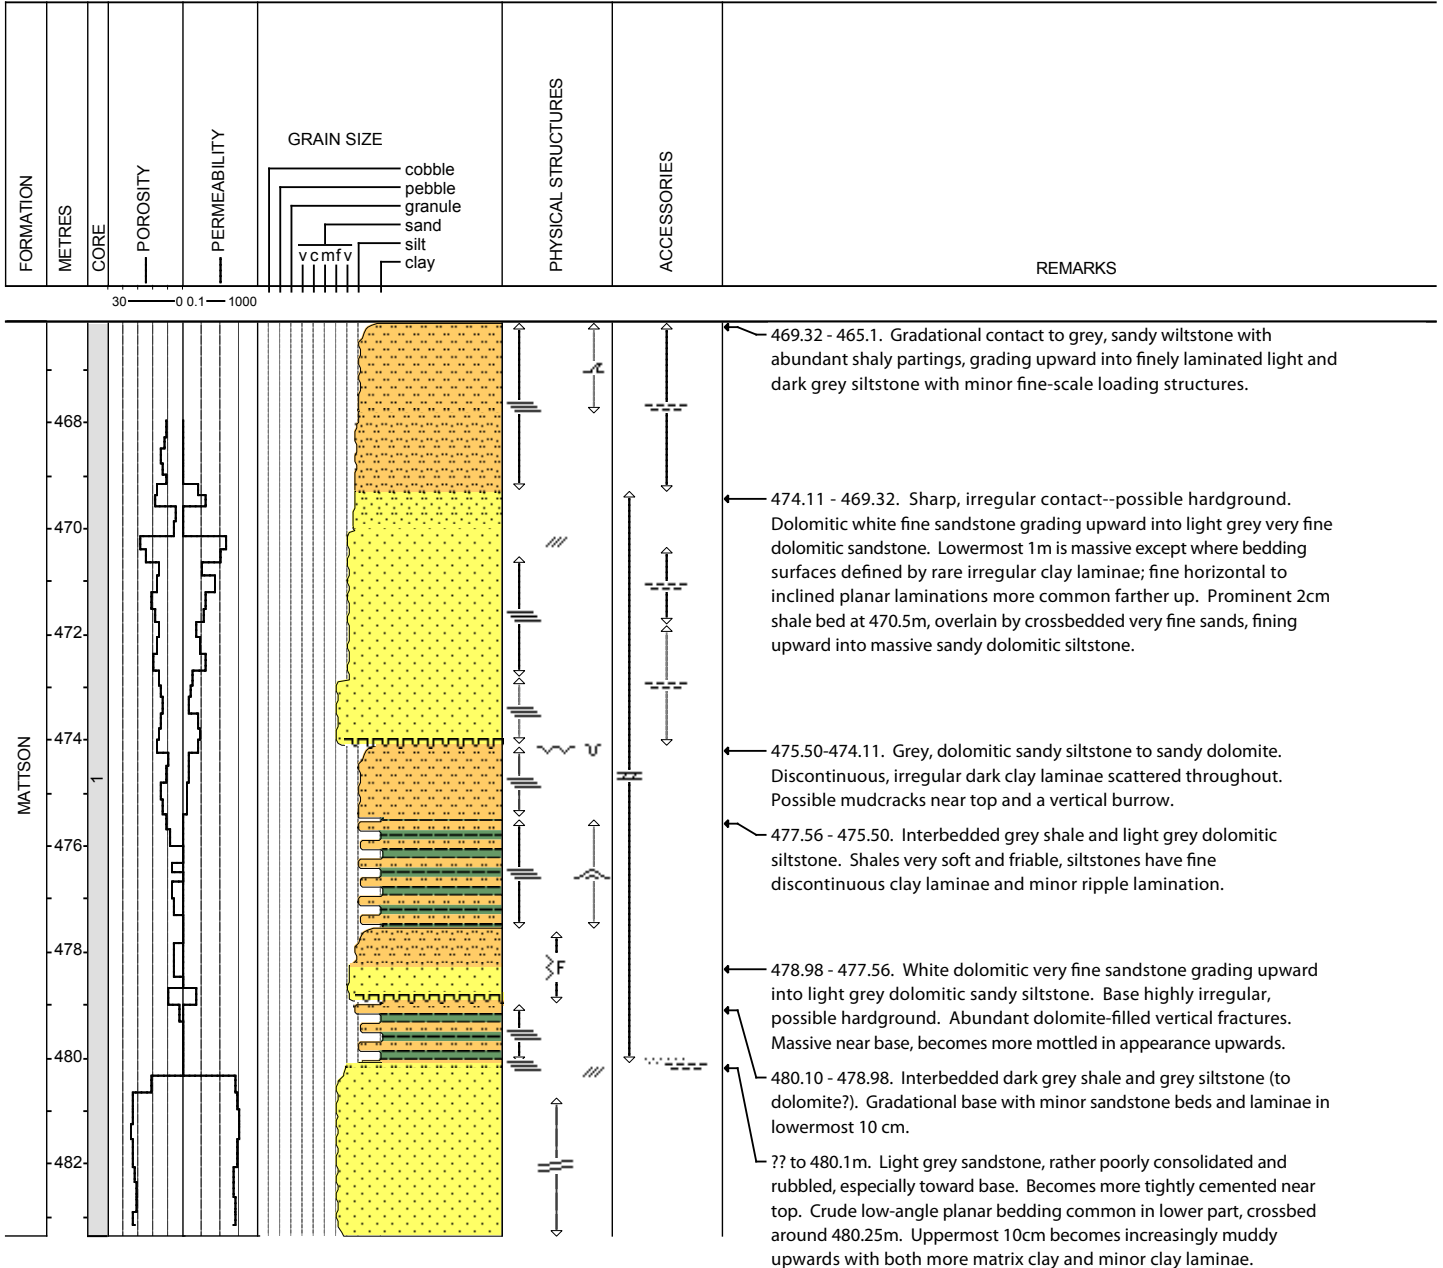 FORMATION
METRES
CORE
POROSITY
PERMEABILITY
GRAIN SIZE
cobble
pebble
granule
sand
silt
clay
v c m f v
PHYSICAL STRUCTURES
ACCESSORIES
REMARKS
30 0 0.1 1000
MATTSON
1
468
470
472
474
476
478
480
482
F
469.32 - 465.1. Gradational contact to grey, sandy wiltstone with
abundant shaly partings, grading upward into finely laminated light and
dark grey siltstone with minor fine-scale loading structures.
474.11 - 469.32. Sharp, irregular contact--possible hardground.
Dolomitic white fine sandstone grading upward into light grey very fine
dolomitic sandstone. Lowermost 1m is massive except where bedding
surfaces defined by rare irregular clay laminae; fine horizontal to
inclined planar laminations more common farther up. Prominent 2cm
shale bed at 470.5m, overlain by crossbedded very fine sands, fining
upward into massive sandy dolomitic siltstone.
475.50-474.11. Grey, dolomitic sandy siltstone to sandy dolomite.
Discontinuous, irregular dark clay laminae scattered throughout.
Possible mudcracks near top and a vertical burrow.
477.56 - 475.50. Interbedded grey shale and light grey dolomitic
siltstone. Shales very soft and friable, siltstones have fine
discontinuous clay laminae and minor ripple lamination.
478.98 - 477.56. White dolomitic very fine sandstone grading upward
into light grey dolomitic sandy siltstone. Base highly irregular,
possible hardground. Abundant dolomite-filled vertical fractures.
Massive near base, becomes more mottled in appearance upwards.
480.10 - 478.98. Interbedded dark grey shale and grey siltstone (to
dolomite?). Gradational base with minor sandstone beds and laminae in
lowermost 10 cm.
?? to 480.1m. Light grey sandstone, rather poorly consolidated and
rubbled, especially toward base. Becomes more tightly cemented near
top. Crude low-angle planar bedding common in lower part, crossbed
around 480.25m. Uppermost 10cm becomes increasingly muddy
upwards with both more matrix clay and minor clay laminae.